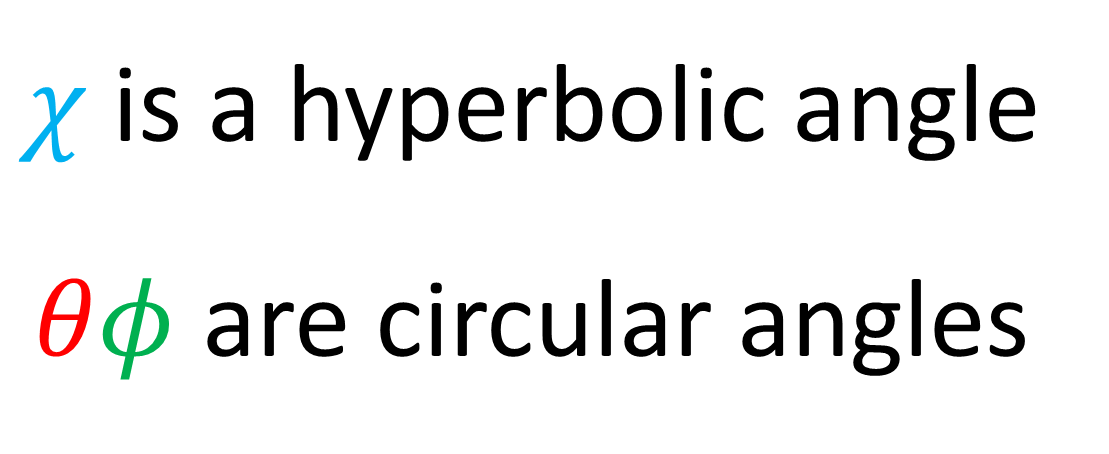 χ is a hyperbolic angle
θϕ are circular angles